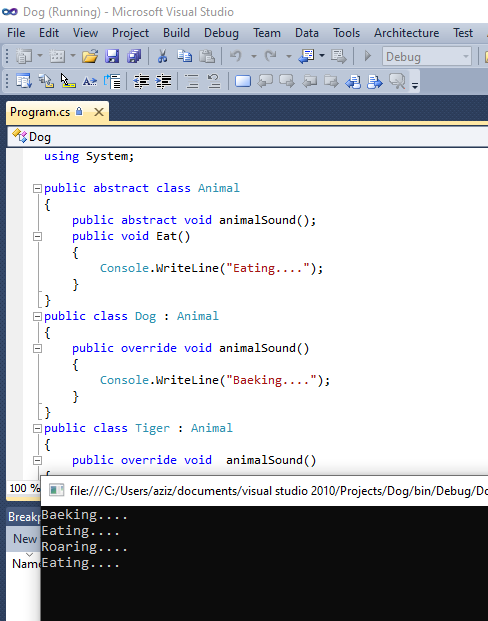 Dog (Running) - Microsoft Visual Studio
File Edit View Project Build Debug Team Data Tools Architecture Test
Debug
Program.cs
Dog
using System;
public abstract class Animal
{
public abstract void animalSound();
public void Eat()
{
Console.WriteLine("Eating....");
}
}
public class Dog : Animal
{
public override void animalSound()
{
Console.WriteLine("Baeking....");
}
}
public class Tiger : Animal
{
public override void  animalSound()
100 %
file:///C:/Users/aziz/documents/visual studio 2010/Projects/Dog/bin/Debug/Do
Breakp
New
Name
Baeking....
Eating....
Roaring....
Eating....